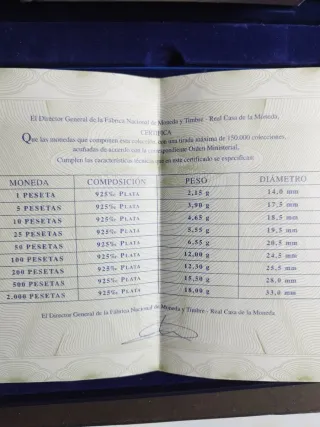 El Director General de la Fábrica Nacional de Moneda y Timbre - Real Casa de la Moneda,
CERTIFICA
Que las monedas que componen esta colección, con una tirada máxima de 150.000 colecciones,
acuñadas de acuerdo con la correspondiente Orden Ministerial,
Cumplen las características técnicas que en este certificado se especifican
MONEDA COMPOSICIÓN PESO DIÁMETRO
1 PESETA 925‰ PLATA 2,15 g 14,0 mm
5 PESETAS 925‰ PLATA 3,90 g 17,5 mm
10 PESETAS 925‰ PLATA 4,65 g 18,5 mm
25 PESETAS 925‰ PLATA 5,55 g 19,5 mm
50 PESETAS 925‰ PLATA 6,55 g 20,5 mm
100 PESETAS 925‰ PLATA 12,00 g 24,5 mm
200 PESETAS 925‰ PLATA 12,30 g 25,5 mm
500 PESETAS 925‰ PLATA 15,50 g 28,0 mm
2.000 PESETAS 925‰ PLATA 18,00 g 33,0 mm
El Director General de la Fábrica Nacional de Moneda y Timbre - Real Casa de la Moneda